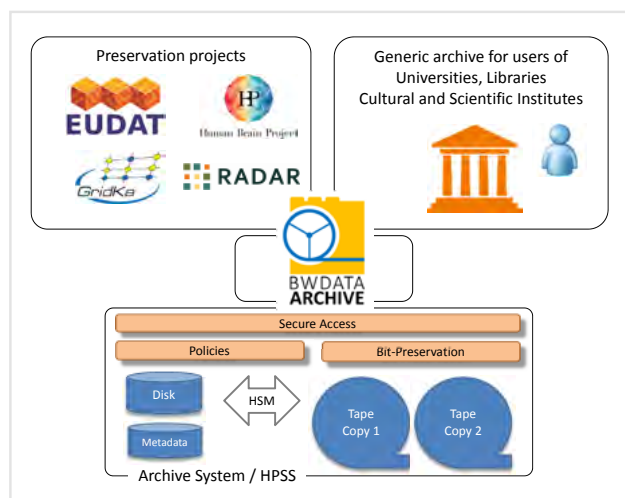 Preservation projects
EUDAT
HP
Human Brain Project
GridKa
RADAR
Generic archive for users of
Universities, Libraries
Cultural and Scientific Institutes
BWDATA
ARCHIVE
Secure Access
Policies
Bit-Preservation
Disk
HSM
Tape
Copy 1
Tape
Copy 2
Metadata
Archive System / HPSS